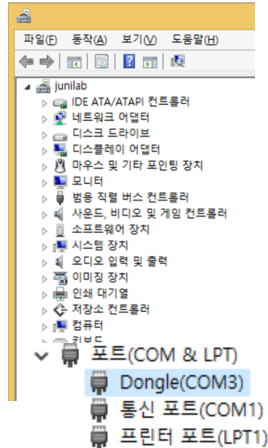 파일(F) 동작(A) 보기(V) 도움말(H)
junilab
IDE ATA/ATAPI 컨트롤러
네트워크 어댑터
디스크 드라이브
디스플레이 어댑터
마우스 및 기타 포인팅 장치
모니터
범용 직렬 버스 컨트롤러
사운드, 비디오 및 게임 컨트롤러
소프트웨어 장치
시스템 장치
오디오 입력 및 출력
이미징 장치
인쇄 대기열
저장소 컨트롤러
컴퓨터
키보드
포트(COM & LPT)
Dongle(COM3)
통신 포트(COM1)
프린터 포트(LPT1)